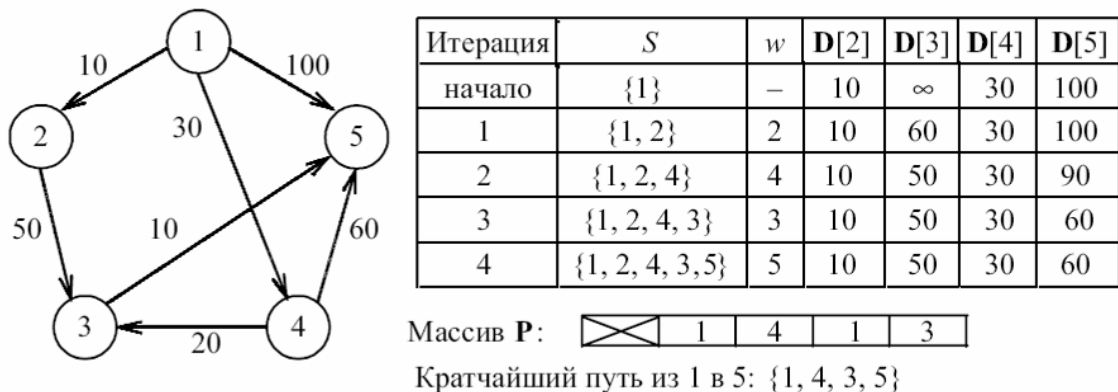 1
10
100
2
30
5
50
10
60
3
20
4
Итерация S w D[2] D[3] D[4] D[5]
начало {1} – 10 ∞ 30 100
1 {1, 2} 2 10 60 30 100
2 {1, 2, 4} 4 10 50 30 90
3 {1, 2, 4, 3} 3 10 50 30 60
4 {1, 2, 4, 3,5} 5 10 50 30 60
Массив P: 1 4 1 3
Кратчайший путь из 1 в 5: {1, 4, 3, 5}